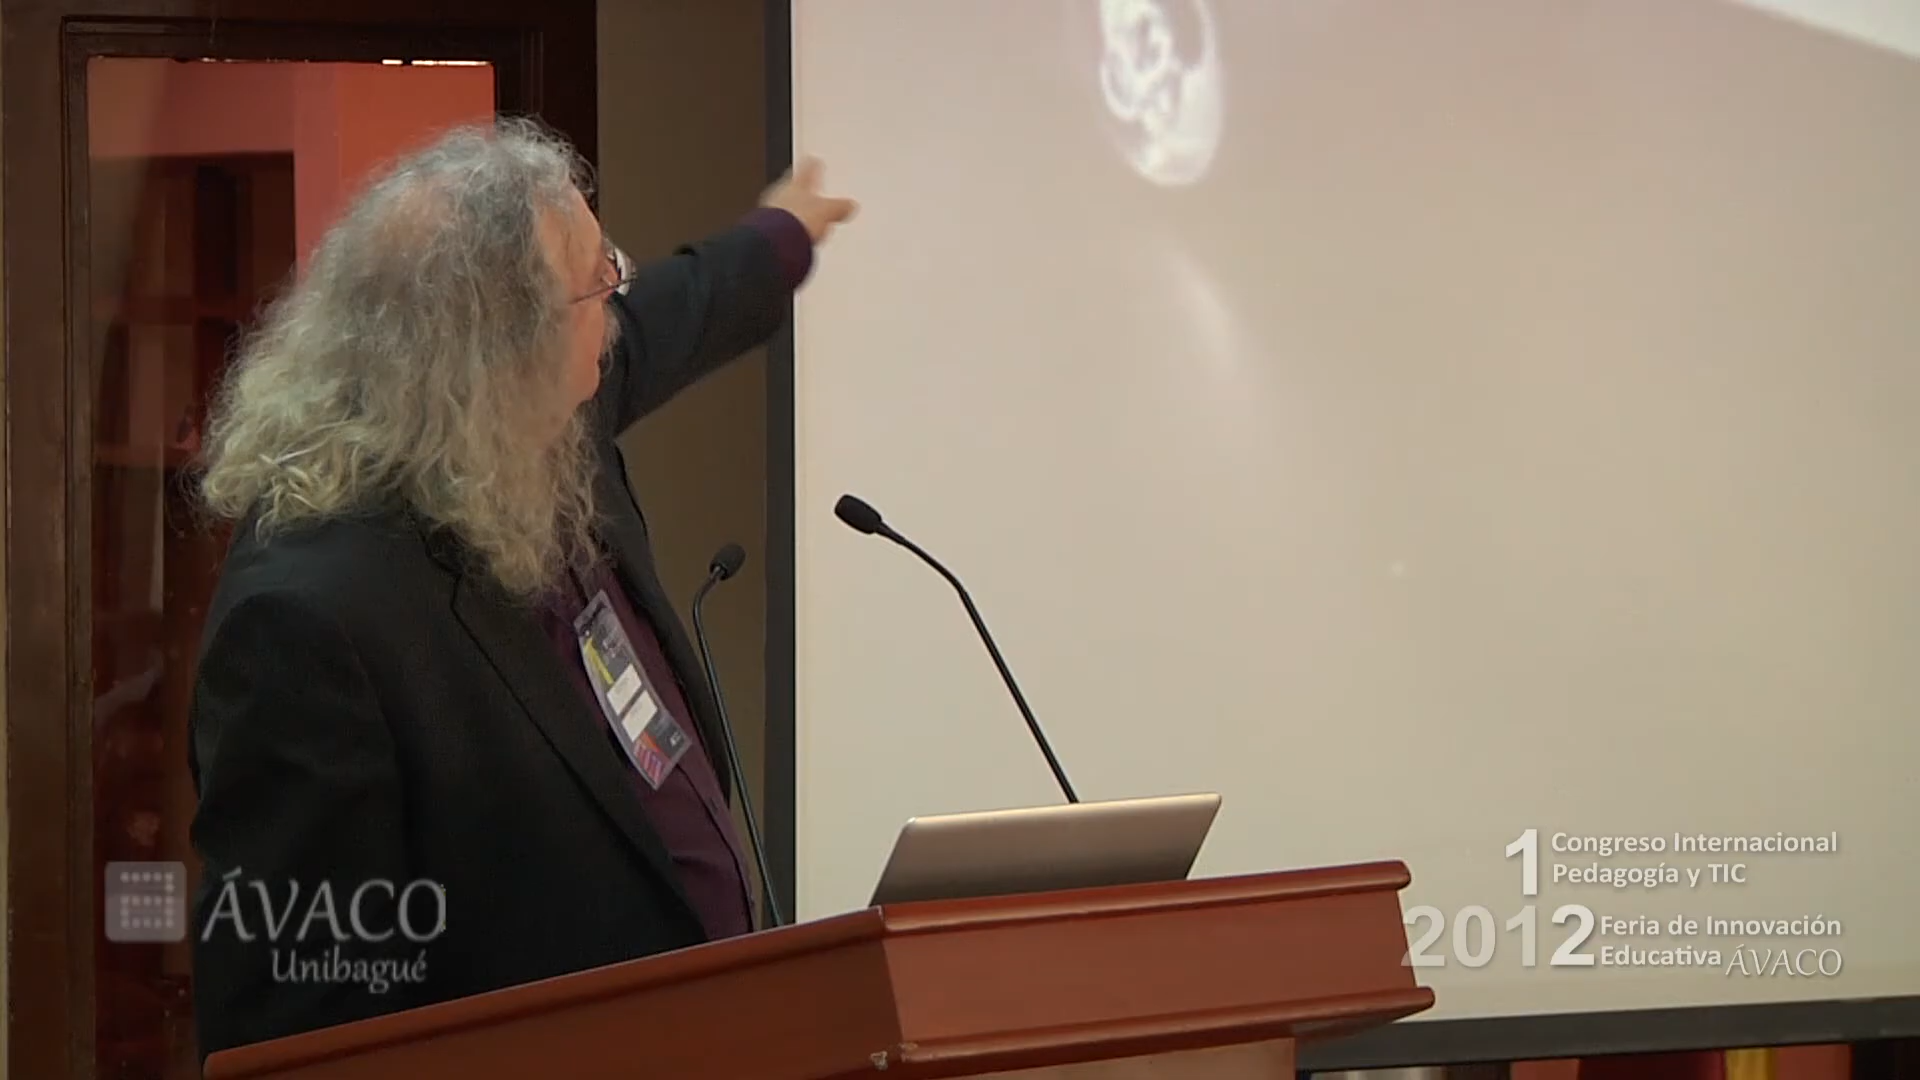 ÁVACO
Unibagué
1 Congreso Internacional
Pedagogía y TIC
2012 Feria de Innovación
Educativa ÁVACO